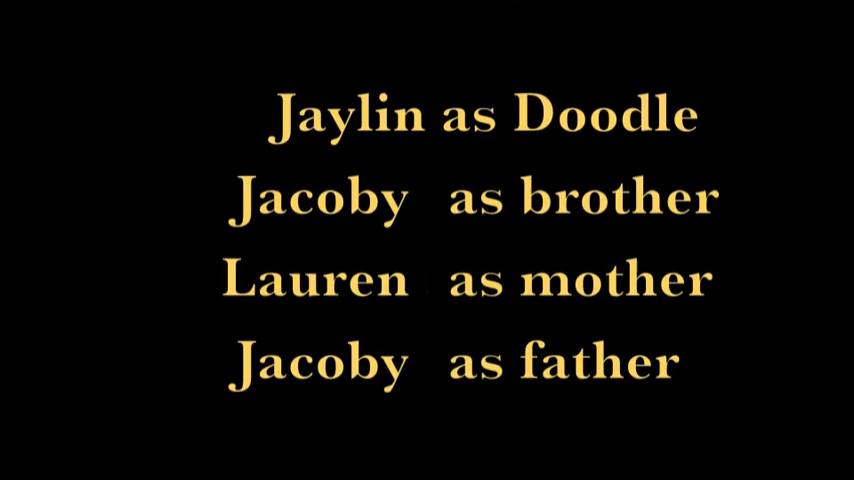 Jaylin as Doodle
Jacoby as brother
Lauren as mother
Jacoby as father